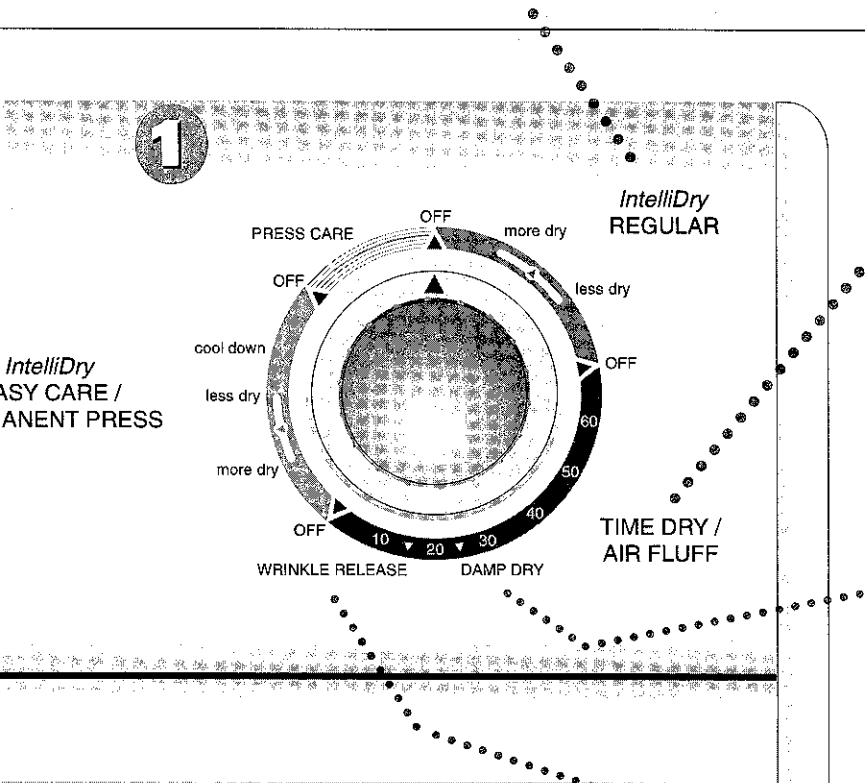 1
IntelliDry
REGULAR
OFF
PRESS CARE
more dry
OFF
less dry
cool down
OFF
IntelliDry
ASY CARE /
ANENT PRESS
less dry
60
more dry
50
40
OFF
10
20
30
TIME DRY /
AIR FLUFF
WRINKLE RELEASE
DAMP DRY